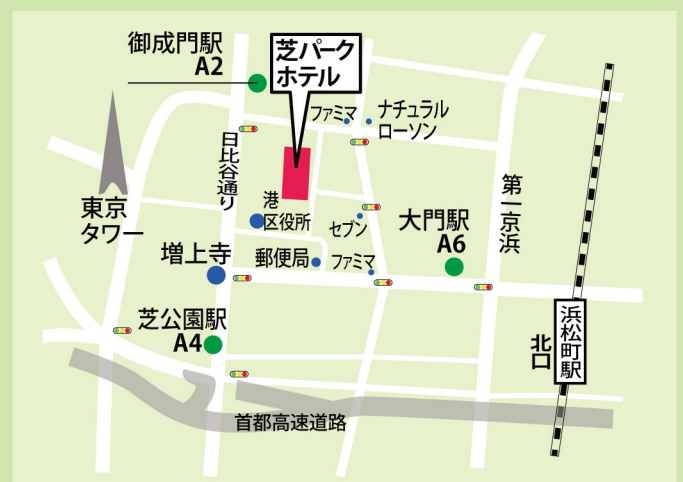 御成門駅
A2
芝パーク
ホテル
ファミマ
ナチュラル
ローソン
日比谷通り
第一京浜
東京
タワー
港
区役所
セブン
大門駅
A6
増上寺
郵便局
ファミマ
芝公園駅
A4
浜松町駅
北口
首都高速道路